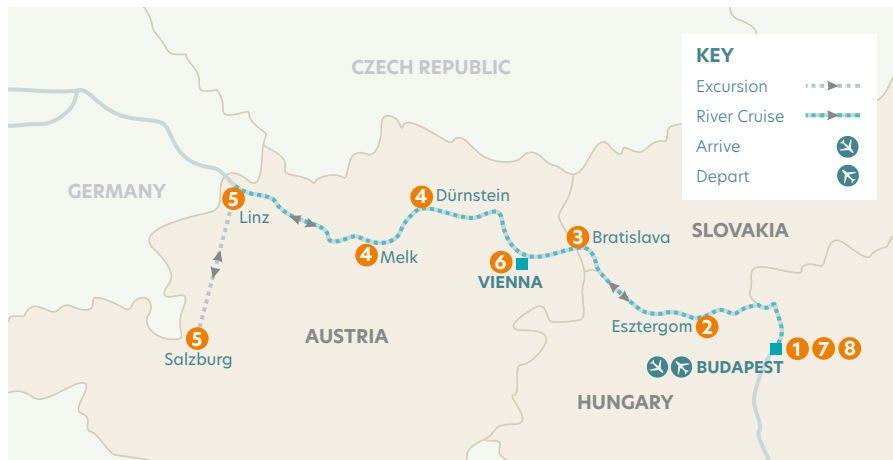 CZECH REPUBLIC
KEY
Excursion
River Cruise
Arrive
Depart
GERMANY
5
Linz
4
Dürnstein
4
Melk
3
Bratislava
SLOVAKIA
6
VIENNA
5
Salzburg
AUSTRIA
Esztergom
2
BUDAPEST
1 7 8
HUNGARY